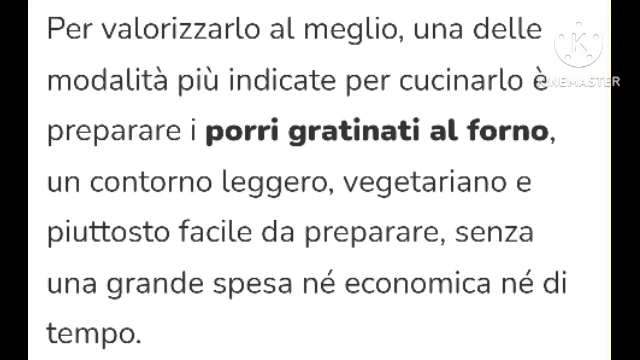 Per valorizzarlo al meglio, una delle
modalità più indicate per cucinarlo è
preparare i porri gratinati al forno,
un contorno leggero, vegetariano e
piuttosto facile da preparare, senza
una grande spesa né economica né di
tempo.
K
KINEMASTER